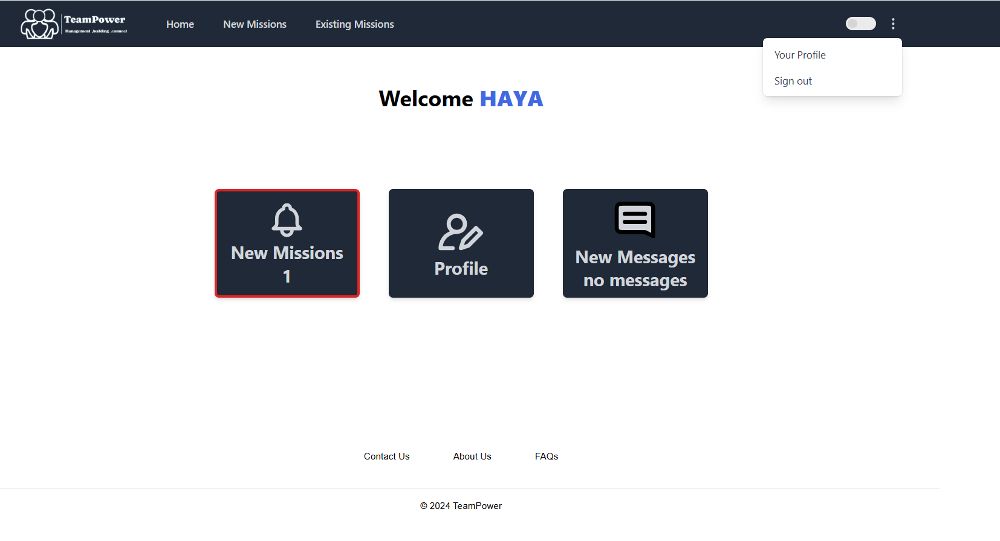 TeamPower
Management ,building ,connect
Home
New Missions
Existing Missions
Your Profile
Sign out
Welcome HAYA
New Missions
1
Profile
New Messages
no messages
Contact Us
About Us
FAQs
© 2024 TeamPower